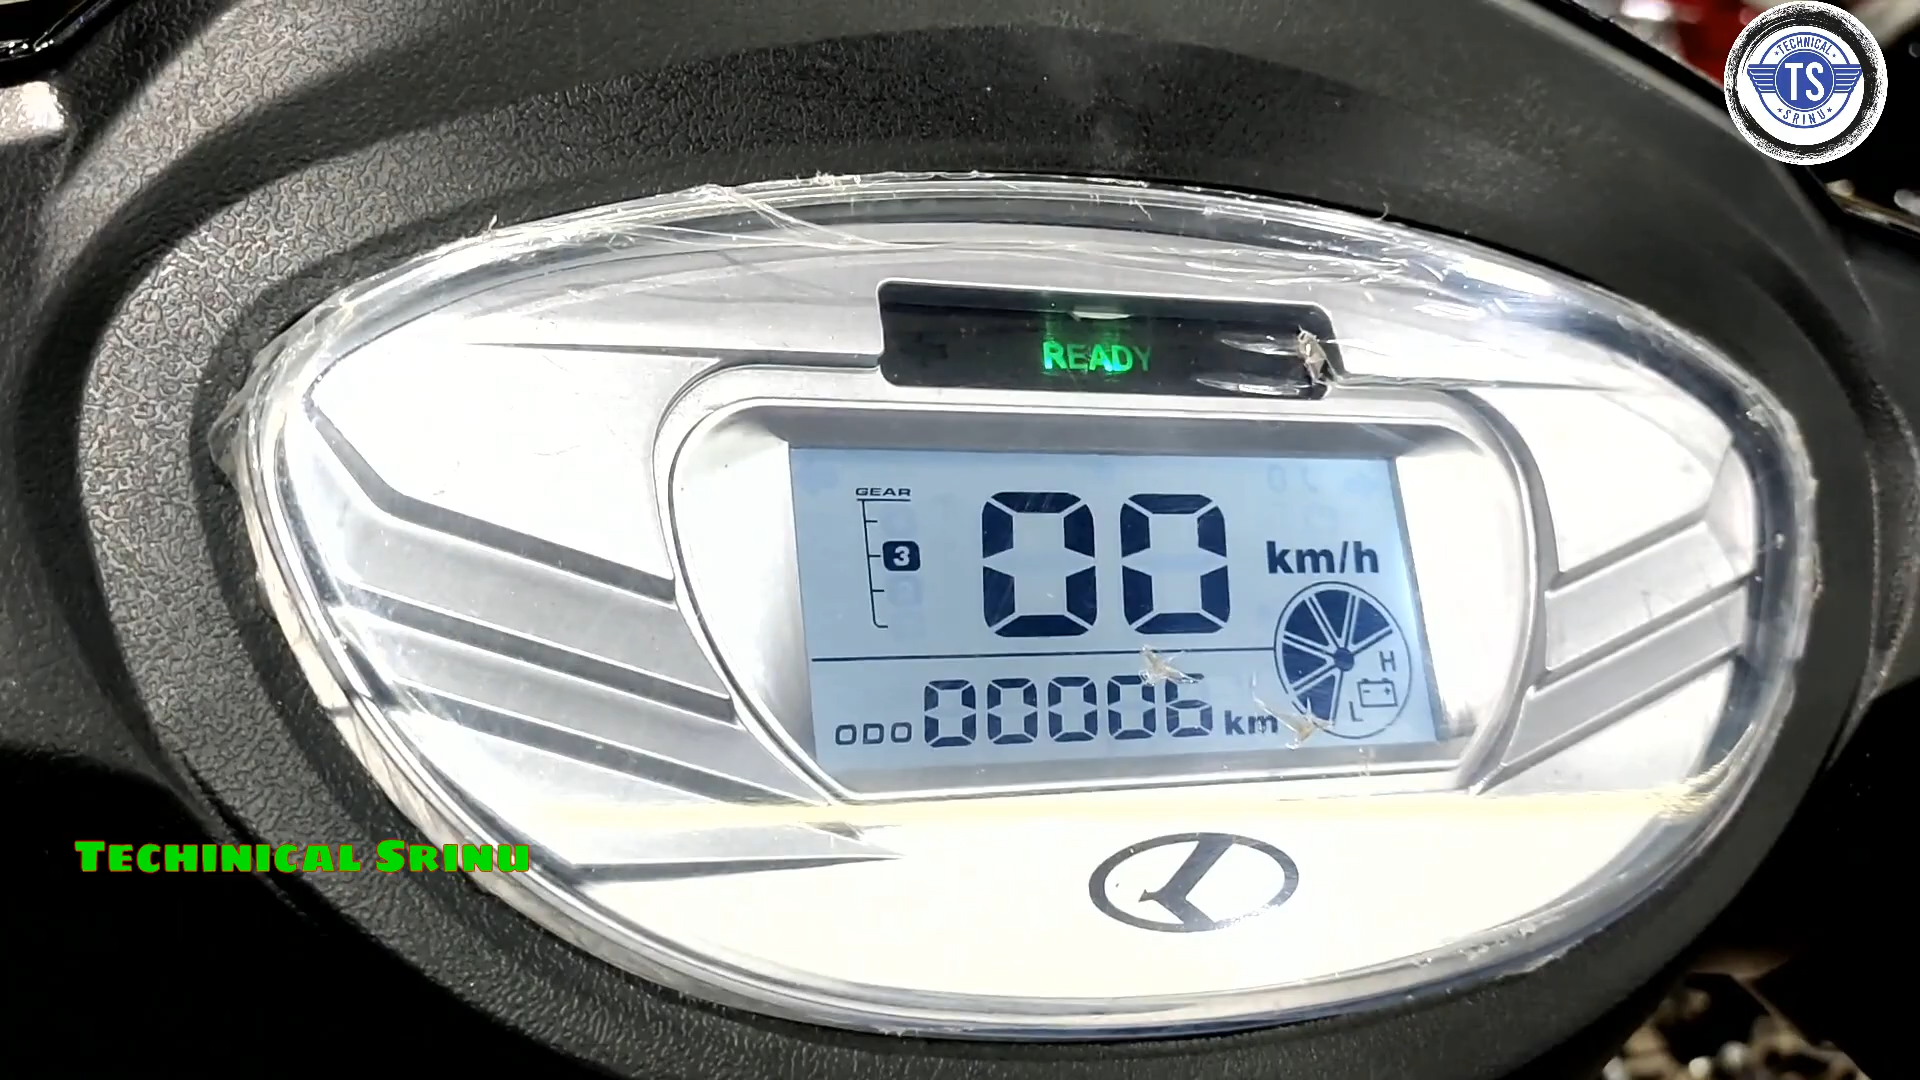 TECHNICAL
TS
SRINU
READY
GEAR
3
00
km/h
H
L
ODO 00006 km
Techinical Srinu